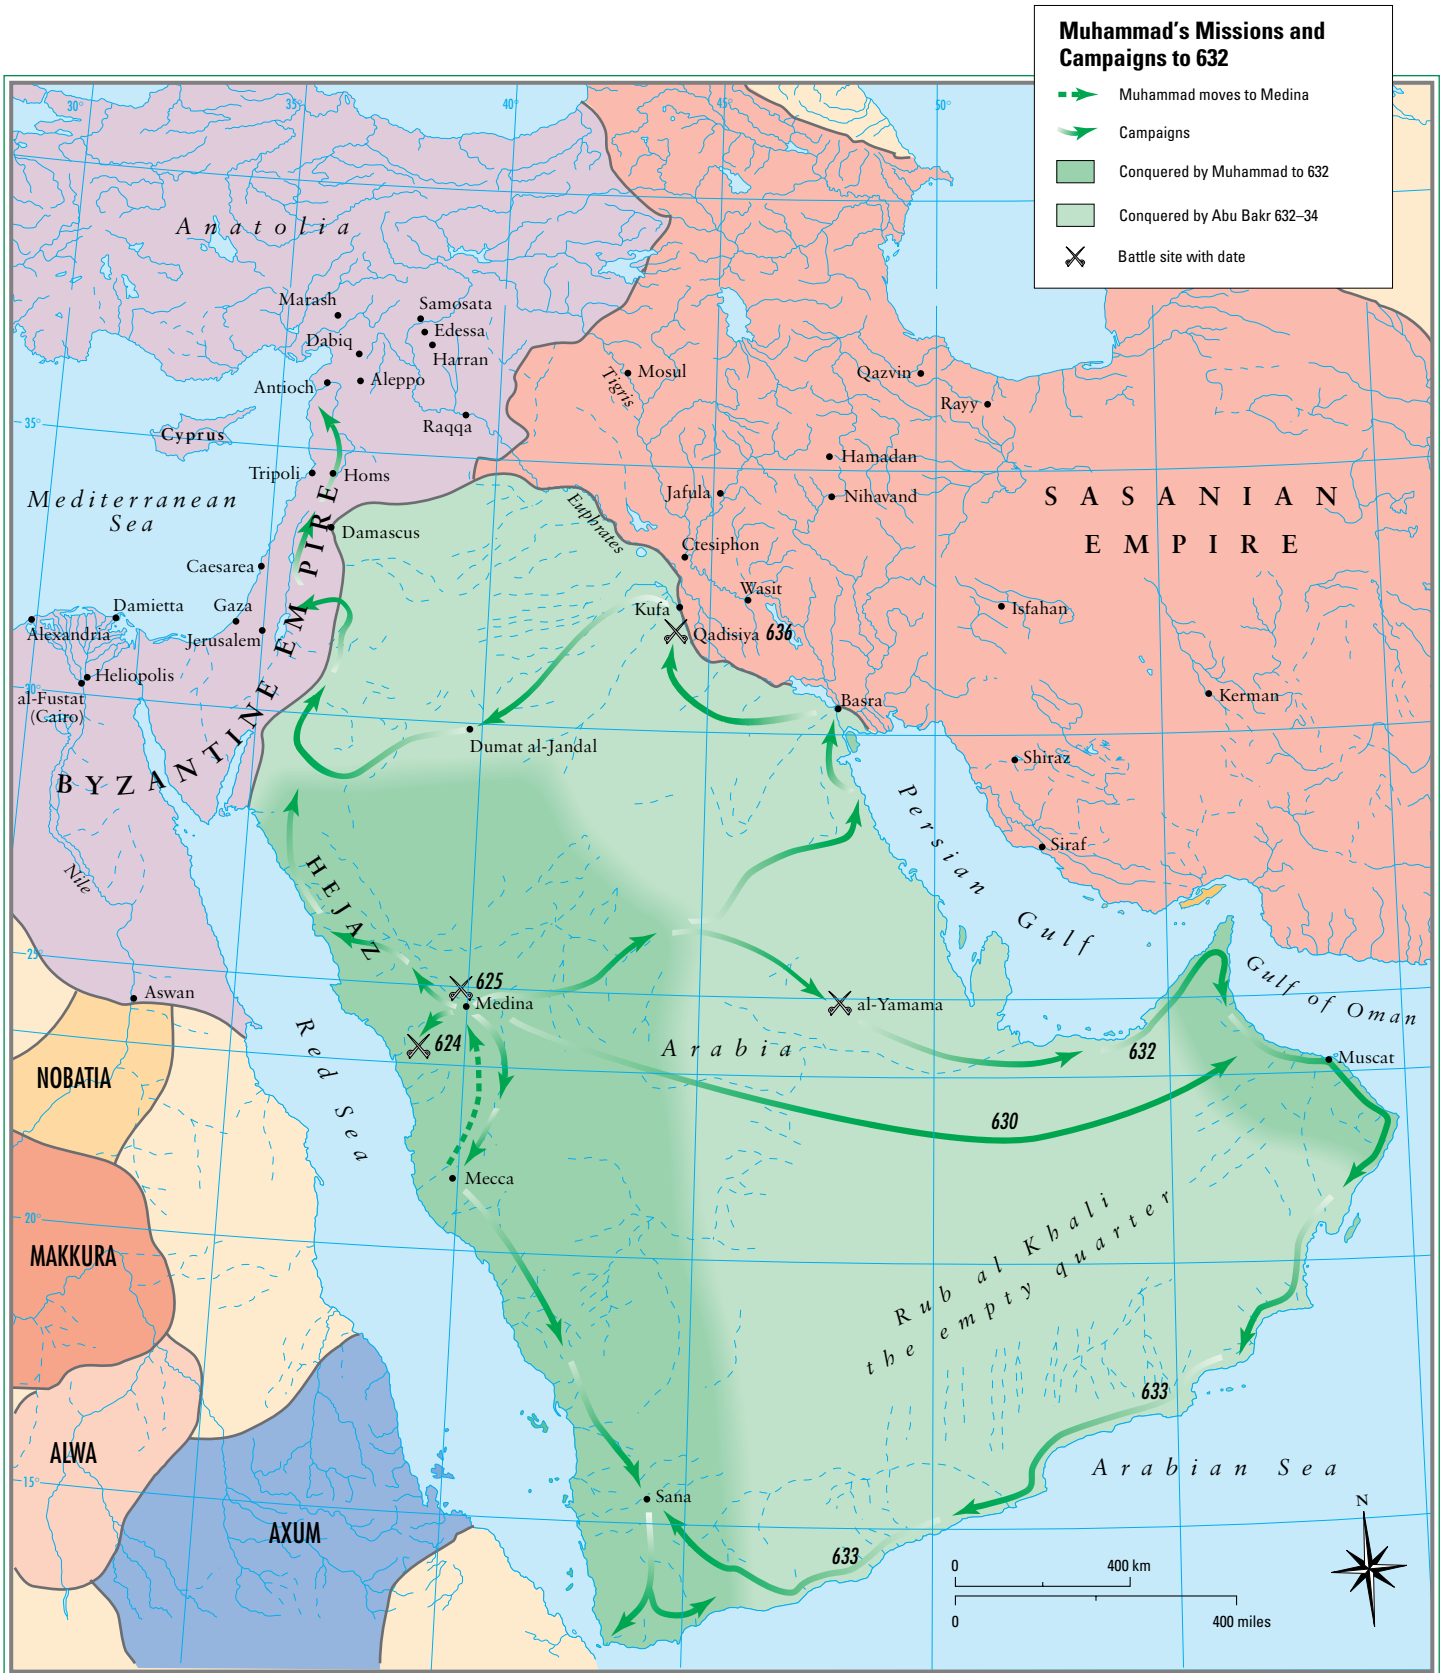 Muhammad's Missions and
Campaigns to 632
Muhammad moves to Medina
Campaigns
Conquered by Muhammad to 632
Conquered by Abu Bakr 632–34
Battle site with date
30°
35°
40°
45°
50°
Anatolia
Marash
Samosata
Edessa
Dabiq
Harran
Antioch
Aleppo
Raqqa
Mosul
Tigris
Qazvin
Rayy
35°
Cyprus
Tripoli
Homs
Hamadan
Jafula
Nihavand
Mediterranean
Sea
SASANIAN
EMPIRE
Euphrates
Damascus
Ctesiphon
Caesarea
Wasit
Damietta
Gaza
Kufa
Isfahan
Alexandria
Jerusalem
Qadisiya 636
Heliopolis
30°
al-Fustat
(Cairo)
Basra
Kerman
BYZANTINE EMPIRE
Dumat al-Jandal
Shiraz
Persian Gulf
Siraf
Nile
HEJAZ
25°
Gulf of Oman
Aswan
625
Medina
al-Yamama
624
Red Sea
Arabia
632
Muscat
NOBATIA
630
Mecca
20°
MAKKURA
Rub al Khali
the empty quarter
633
ALWA
15°
Arabian Sea
Sana
AXUM
633
N
0
400 km
0
400 miles